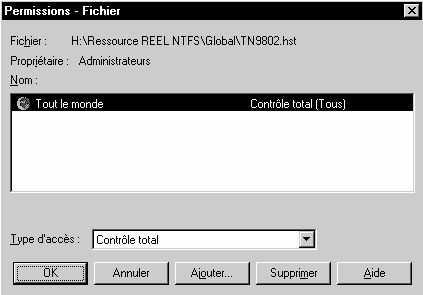 Permissions - Fichier
Fichier : H:\Ressource REEL NTFS\Global\TN9802.hst
Propriétaire : Administrateurs
Nom :
Tout le monde Contrôle total (Tous)
Type d'accès : Contrôle total
OK Annuler Ajouter... Supprimer Aide